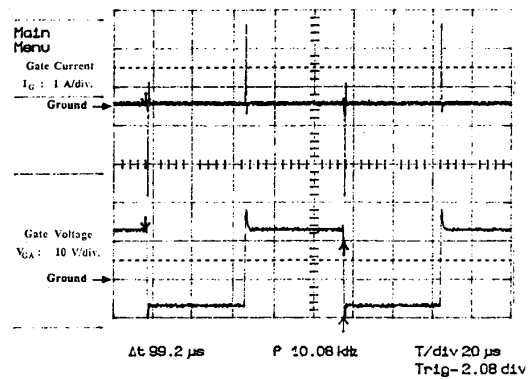 Main
Menu
Gate Current
I_G : 1 A/div.
Ground
Gate Voltage
V_GA : 10 V/div.
Ground
Δt 99.2 µs
f 10.08 kHz
T/div 20 µs
Trig- 2.08 div